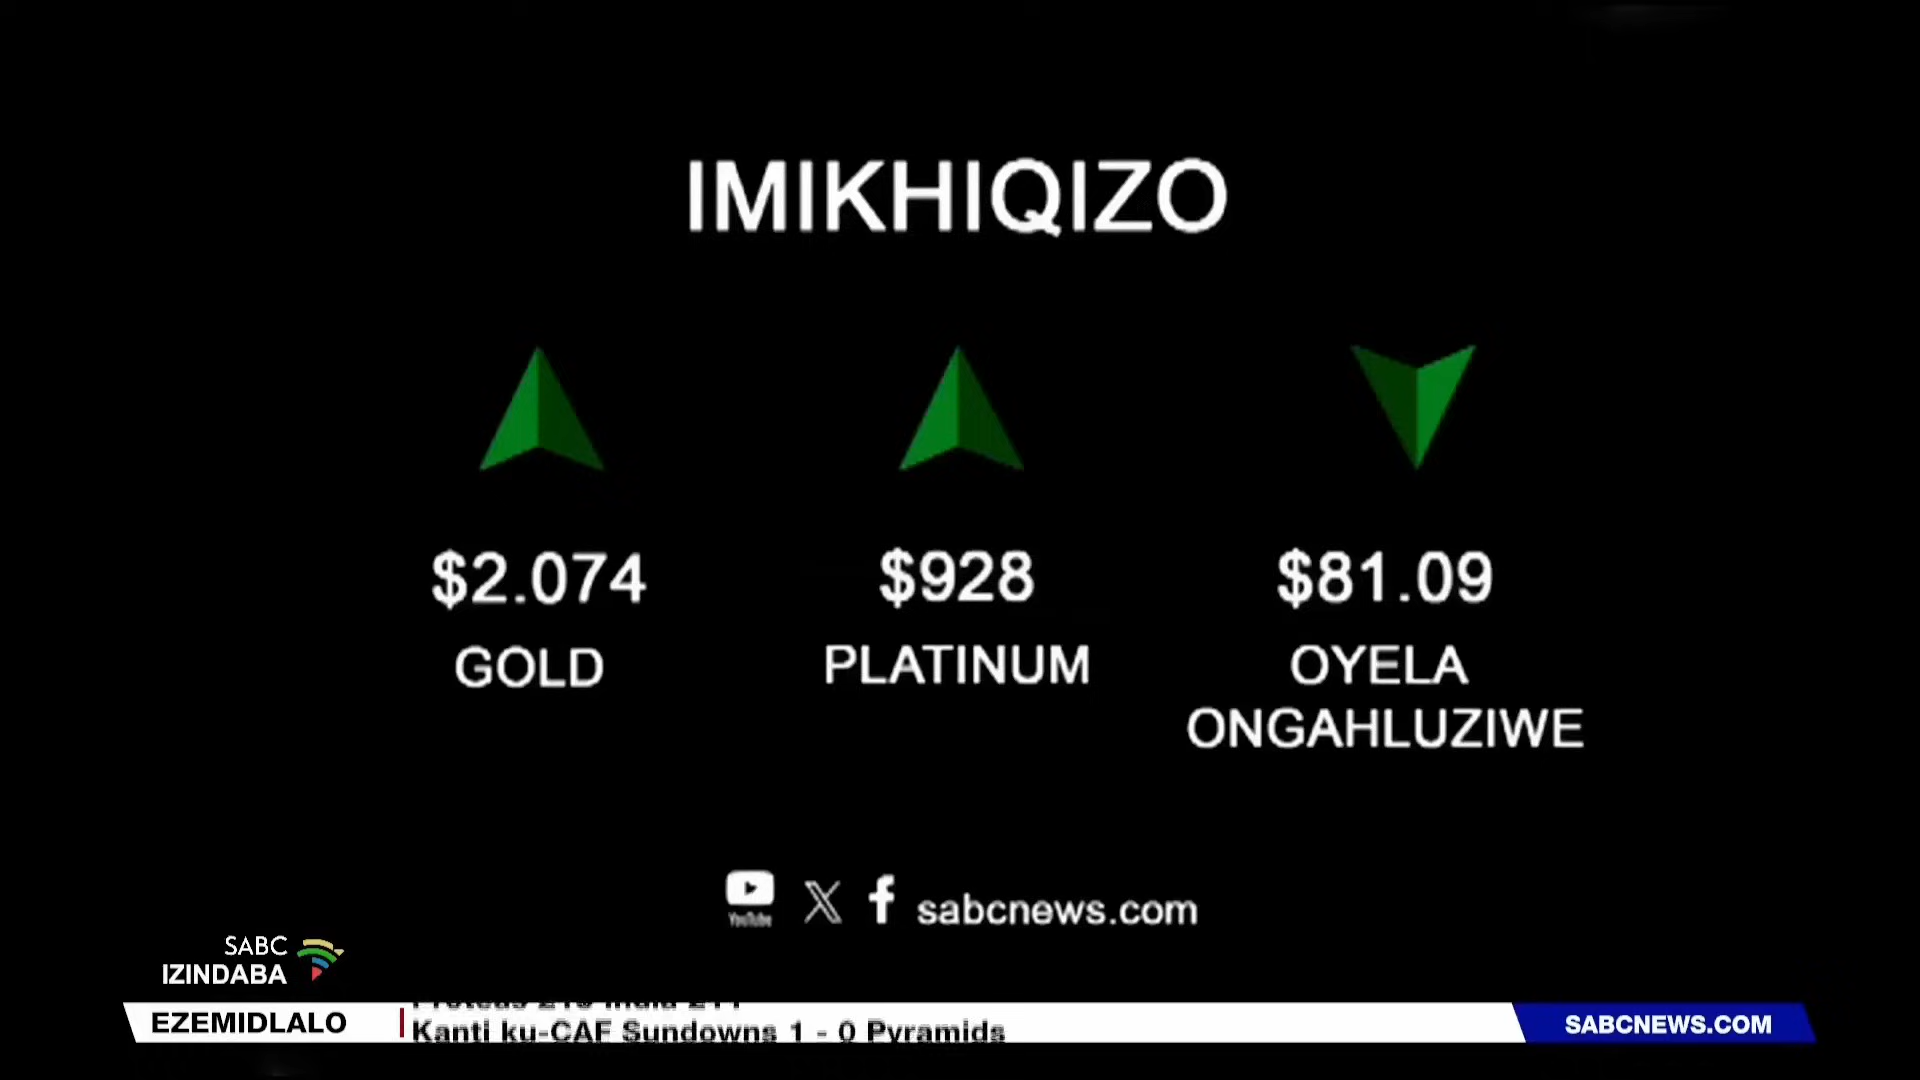 IMIKHIQIZO
$2.074
$928
$81.09
GOLD
PLATINUM
OYELA
ONGAHLUZIWE
YouTube
sabcnews.com
SABC
IZINDABA
EZEMIDLALO
Kanti ku-CAF Sundowns 1 - 0 Pyramids
SABCNEWS.COM